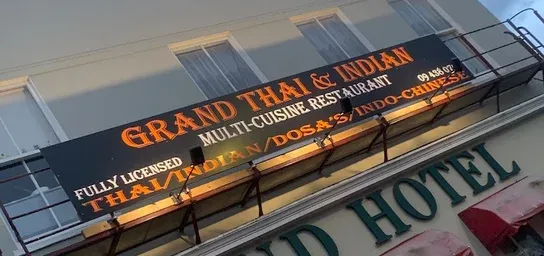 GRAND THAI & INDIAN
MULTI-CUISINE RESTAURANT
FULLY LICENSED
THAI/INDIAN/DOSA'S/INDO-CHINESE
HOTEL